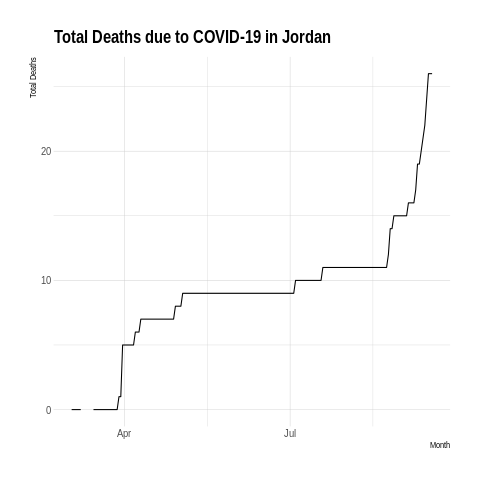 Total Deaths due to COVID-19 in Jordan
Total Deaths
20
10
0
Apr Jul
Month